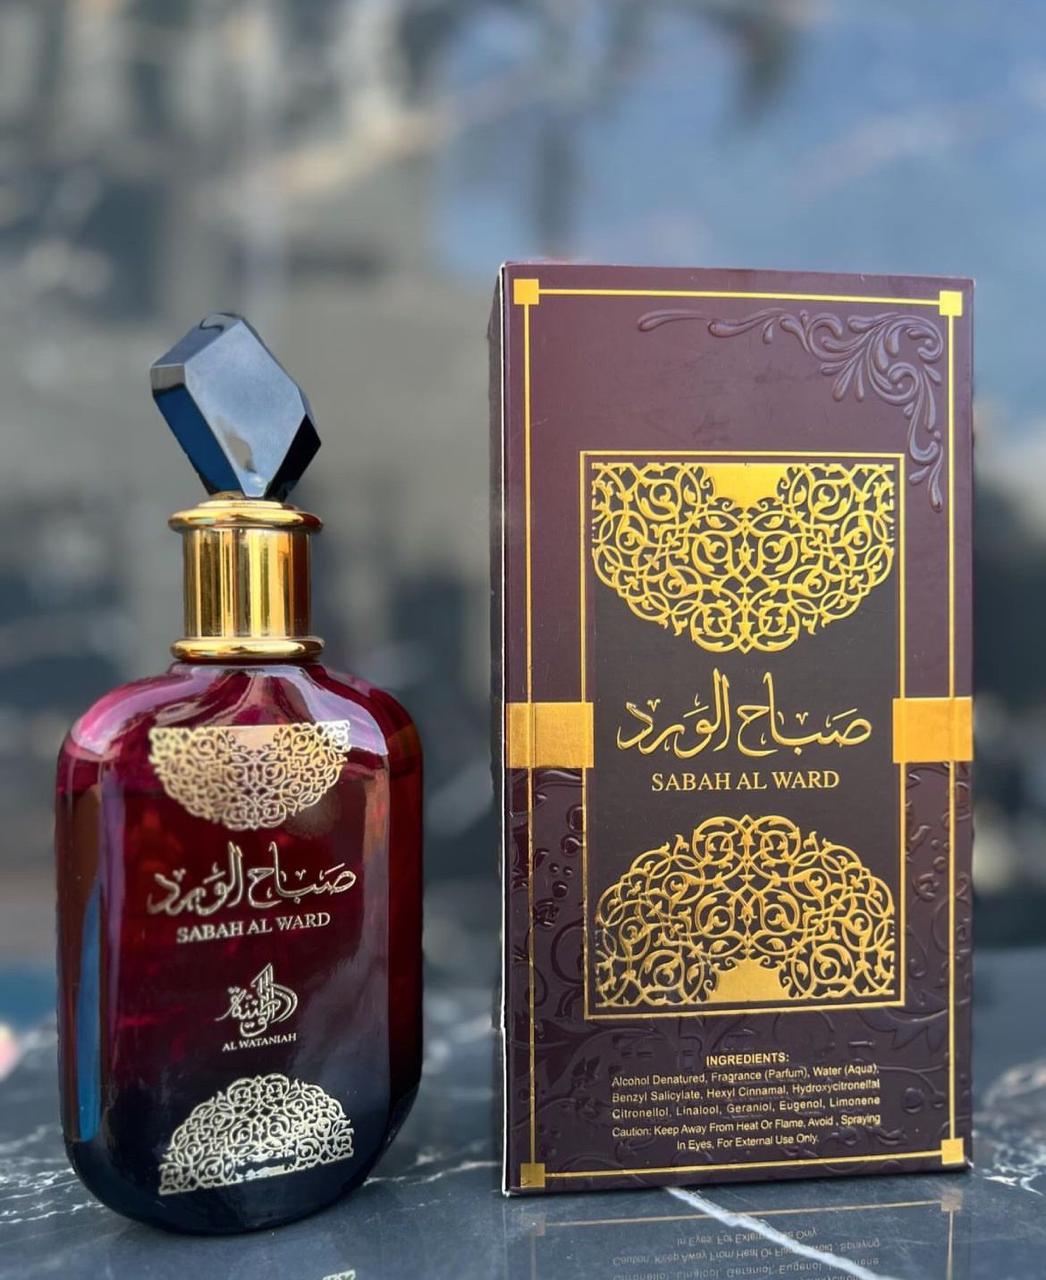 صباح الورد
SABAH AL WARD
الوطنية
AL WATANIAH
صباح الورد
SABAH AL WARD
INGREDIENTS:
Alcohol Denatured, Fragrance (Parfum), Water (Aqua),
Benzyl Salicylate, Hexyl Cinnamal, Hydroxycitronellal
Citronellol, Linalool, Geraniol, Eugenol, Limonene
Caution: Keep Away From Heat Or Flame, Avoid , Spraying
In Eyes, For External Use Only.